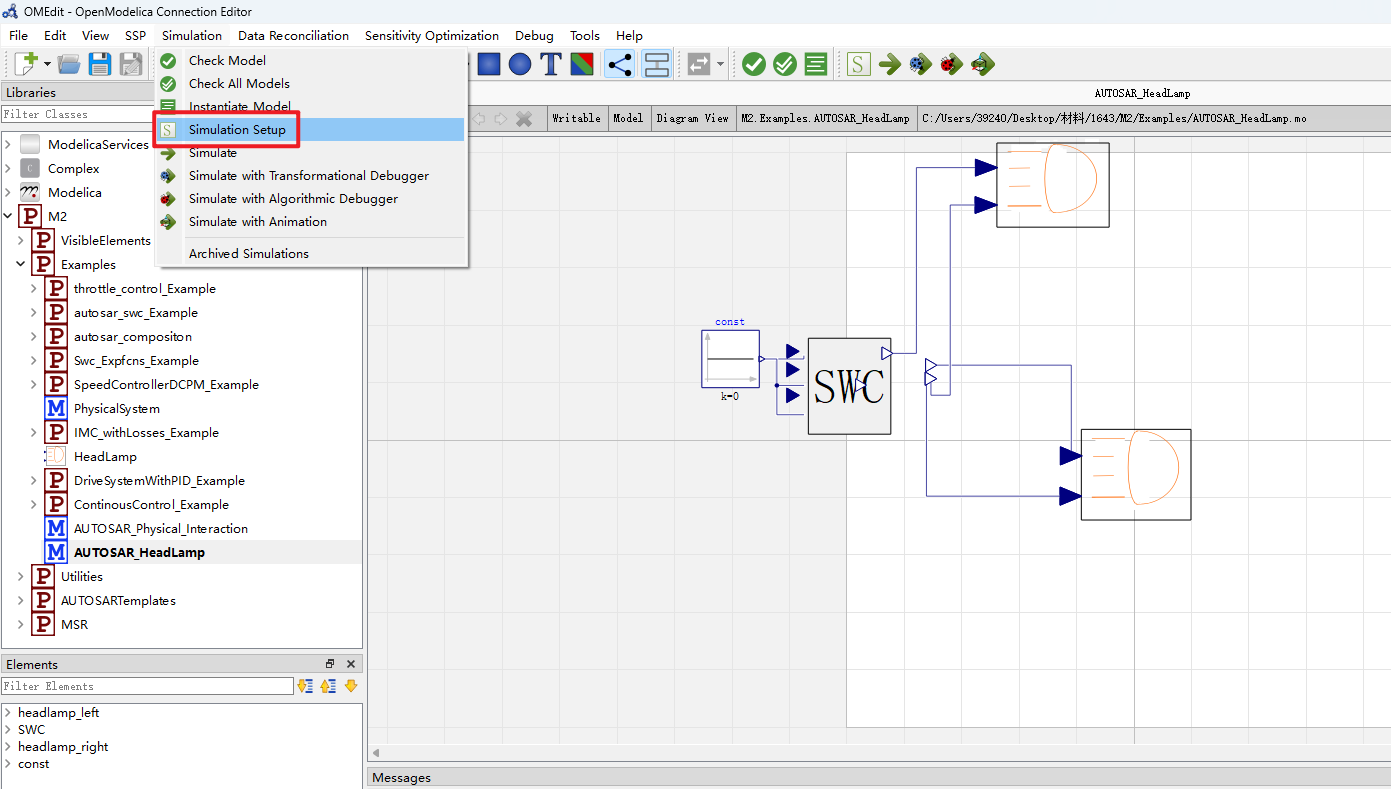 OMEdit - OpenModelica Connection Editor
File Edit View SSP Simulation Data Reconciliation Sensitivity Optimization Debug Tools Help
T
S
Check Model
Check All Models
Instantiate Model
S Simulation Setup
Simulate
Simulate with Transformational Debugger
Simulate with Algorithmic Debugger
Simulate with Animation
Archived Simulations
Libraries
Filter Classes
ModelicaServices
C Complex
Modelica
P M2
P VisibleElements
P Examples
P throttle_control_Example
P autosar_swc_Example
P autosar_compositon
P Swc_Expfcns_Example
P SpeedControllerDCPM_Example
M PhysicalSystem
P IMC_withLosses_Example
HeadLamp
P DriveSystemWithPID_Example
P ContinousControl_Example
M AUTOSAR_Physical_Interaction
M AUTOSAR_HeadLamp
P Utilities
P AUTOSARTemplates
P MSR
Elements
Filter Elements
headlamp_left
SWC
headlamp_right
const
AUTOSAR_HeadLamp
Writable Model Diagram View M2.Examples.AUTOSAR_HeadLamp C:/Users/39240/Desktop/材料/1643/M2/Examples/AUTOSAR_HeadLamp.mo
const
k=0
SWC
Messages